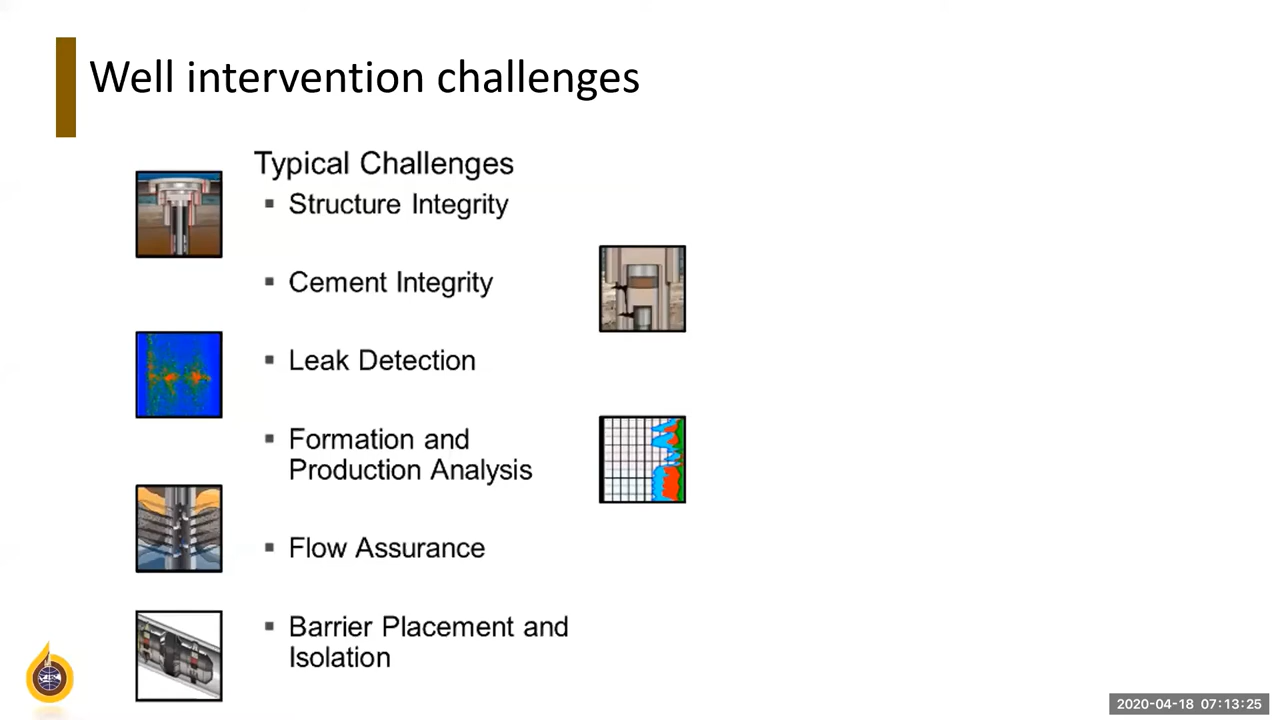 Well intervention challenges
Typical Challenges
▪ Structure Integrity
▪ Cement Integrity
▪ Leak Detection
▪ Formation and
Production Analysis
▪ Flow Assurance
▪ Barrier Placement and
Isolation
2020-04-18 07:13:25